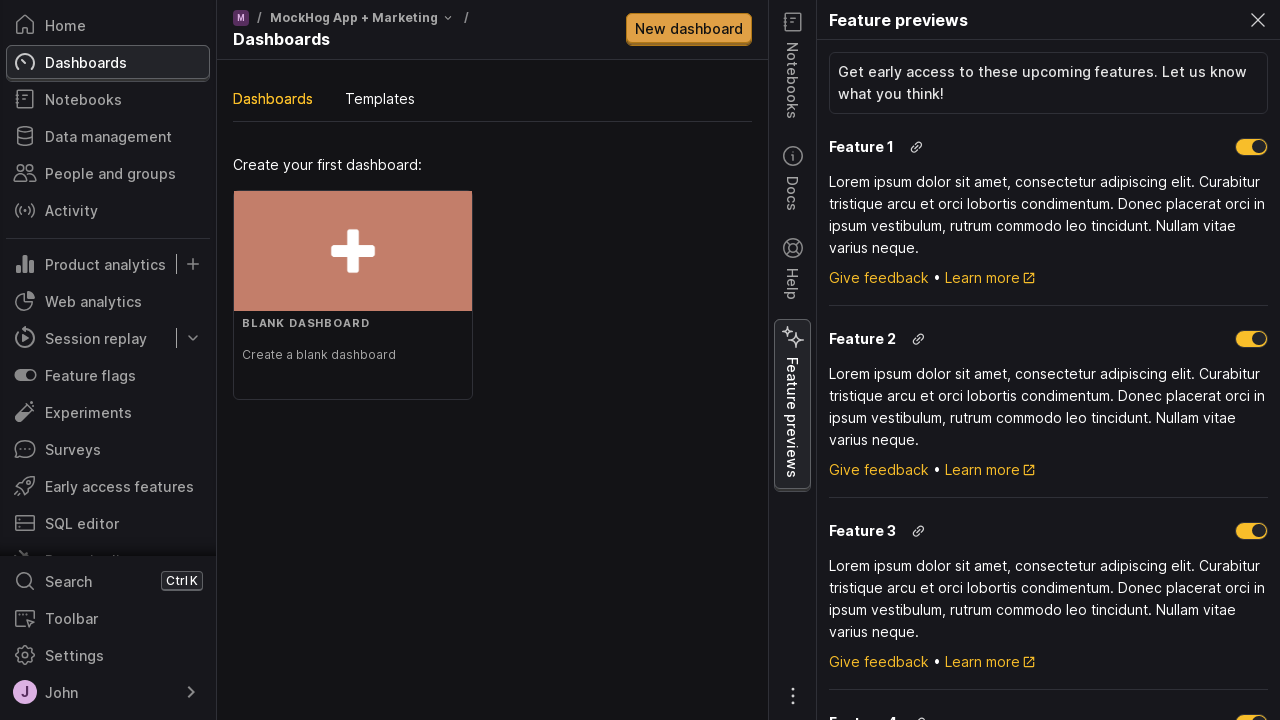 Home
Dashboards
Notebooks
Data management
People and groups
Activity
Product analytics
Web analytics
Session replay
Feature flags
Experiments
Surveys
Early access features
SQL editor
Search
Ctrl K
Toolbar
Settings
J
John
M / MockHog App + Marketing /
Dashboards
New dashboard
Dashboards
Templates
Create your first dashboard:
BLANK DASHBOARD
Create a blank dashboard
Notebooks
Docs
Help
Feature previews
Feature previews
Get early access to these upcoming features. Let us know
what you think!
Feature 1
Lorem ipsum dolor sit amet, consectetur adipiscing elit. Curabitur
tristique arcu et orci lobortis condimentum. Donec placerat orci in
ipsum vestibulum, rutrum commodo leo tincidunt. Nullam vitae
varius neque.
Give feedback • Learn more
Feature 2
Lorem ipsum dolor sit amet, consectetur adipiscing elit. Curabitur
tristique arcu et orci lobortis condimentum. Donec placerat orci in
ipsum vestibulum, rutrum commodo leo tincidunt. Nullam vitae
varius neque.
Give feedback • Learn more
Feature 3
Lorem ipsum dolor sit amet, consectetur adipiscing elit. Curabitur
tristique arcu et orci lobortis condimentum. Donec placerat orci in
ipsum vestibulum, rutrum commodo leo tincidunt. Nullam vitae
varius neque.
Give feedback • Learn more
Feature 4